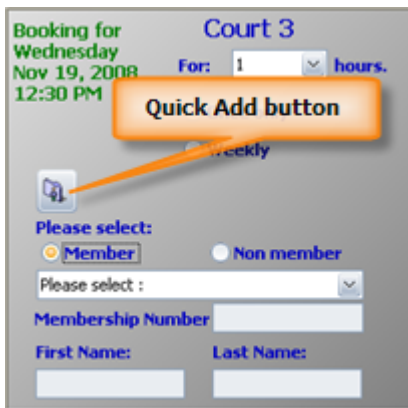 Booking for
Wednesday
Nov 19, 2008
12:30 PM
Court 3
For: 1 hours.
Quick Add button
Weekly
Please select:
Member Non member
Please select :
Membership Number
First Name: Last Name: